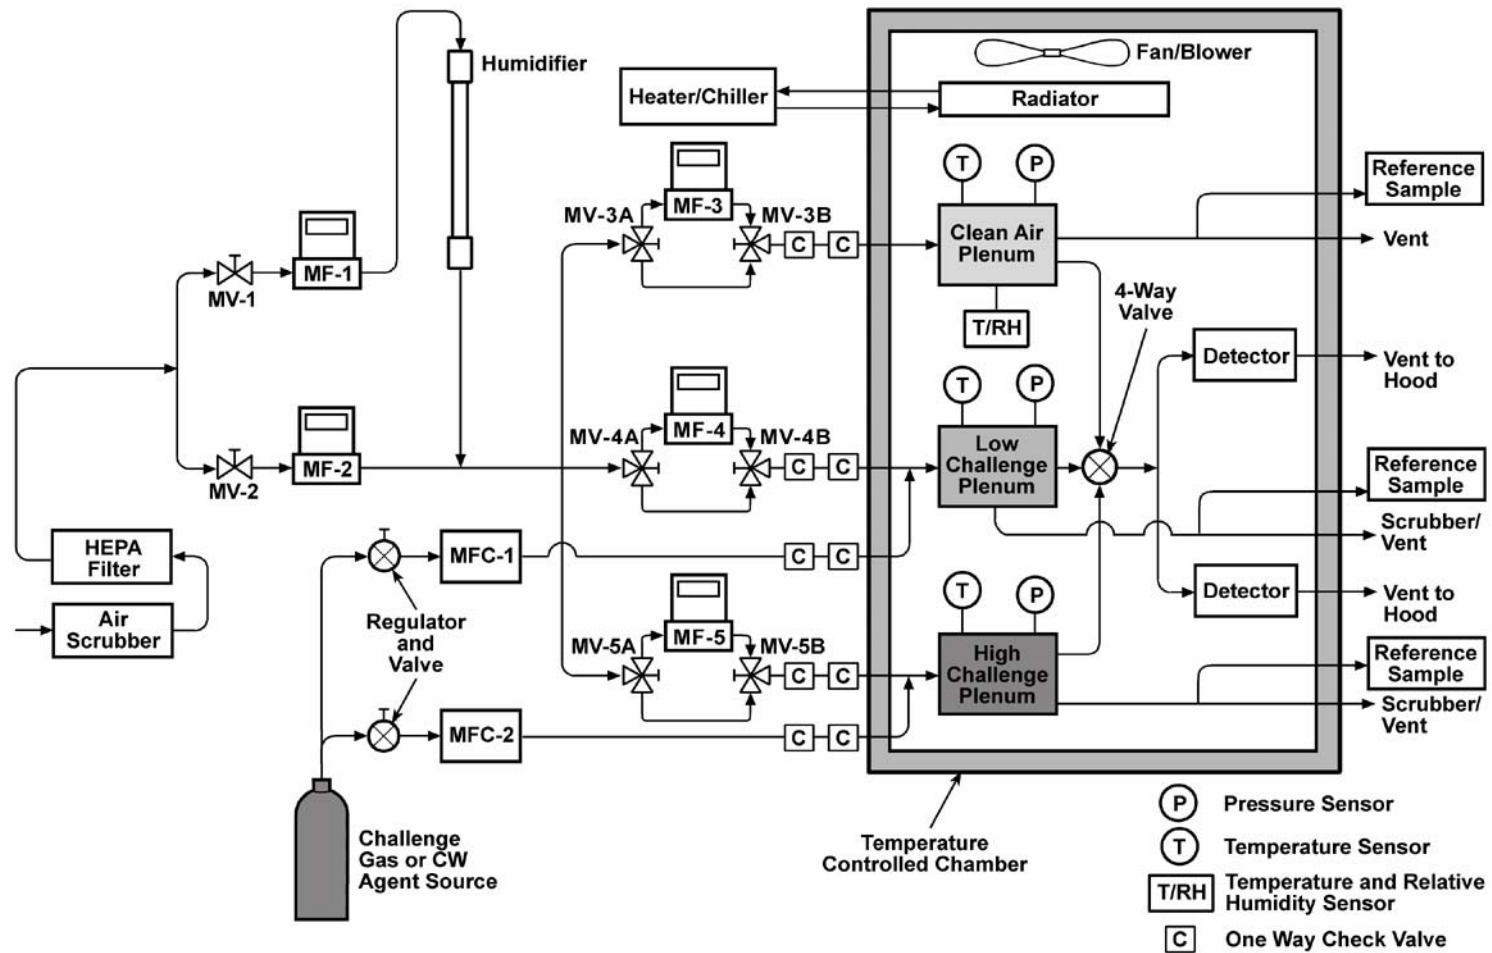 Humidifier
Fan/Blower
Heater/Chiller
Radiator
T
P
Reference
Sample
MV-3A
MF-3
MV-3B
C
C
Clean Air
Plenum
Vent
MV-1
MF-1
T/RH
4-Way
Valve
Detector
Vent to
Hood
T
P
MV-4A
MF-4
MV-4B
C
C
Low
Challenge
Plenum
Reference
Sample
MV-2
MF-2
Scrubber/
Vent
HEPA
Filter
MFC-1
C
C
Air
Scrubber
Regulator
and
Valve
T
P
Detector
Vent to
Hood
MV-5A
MF-5
MV-5B
C
C
High
Challenge
Plenum
Reference
Sample
Scrubber/
Vent
MFC-2
C
C
Challenge
Gas or CW
Agent Source
Temperature
Controlled Chamber
P
Pressure Sensor
T
Temperature Sensor
T/RH
Temperature and Relative
Humidity Sensor
C
One Way Check Valve